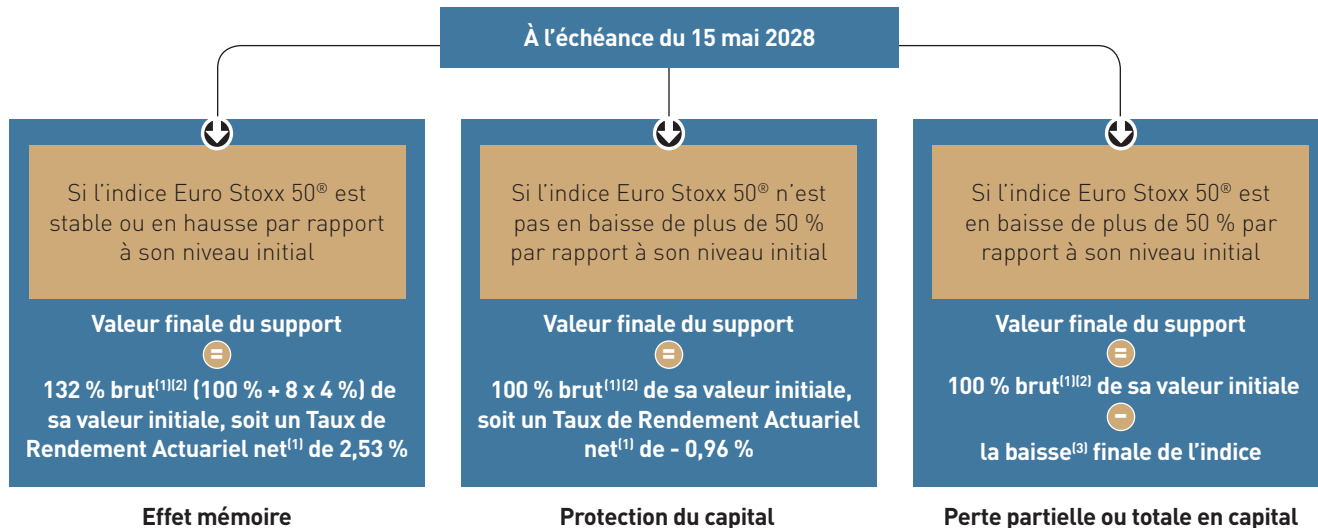 À l'échéance du 15 mai 2028
Si l'indice Euro Stoxx 50® est
stable ou en hausse par rapport
à son niveau initial
Valeur finale du support
=
132 % brut(1)(2) (100 % + 8 x 4 %) de
sa valeur initiale, soit un Taux de
Rendement Actuariel net(1) de 2,53 %
Effet mémoire
Si l'indice Euro Stoxx 50® n'est
pas en baisse de plus de 50 %
par rapport à son niveau initial
Valeur finale du support
=
100 % brut(1)(2) de sa valeur initiale,
soit un Taux de Rendement Actuariel
net(1) de - 0,96 %
Protection du capital
Si l'indice Euro Stoxx 50® est
en baisse de plus de 50 % par
rapport à son niveau initial
Valeur finale du support
=
100 % brut(1)(2) de sa valeur initiale
-
la baisse(3) finale de l'indice
Perte partielle ou totale en capital